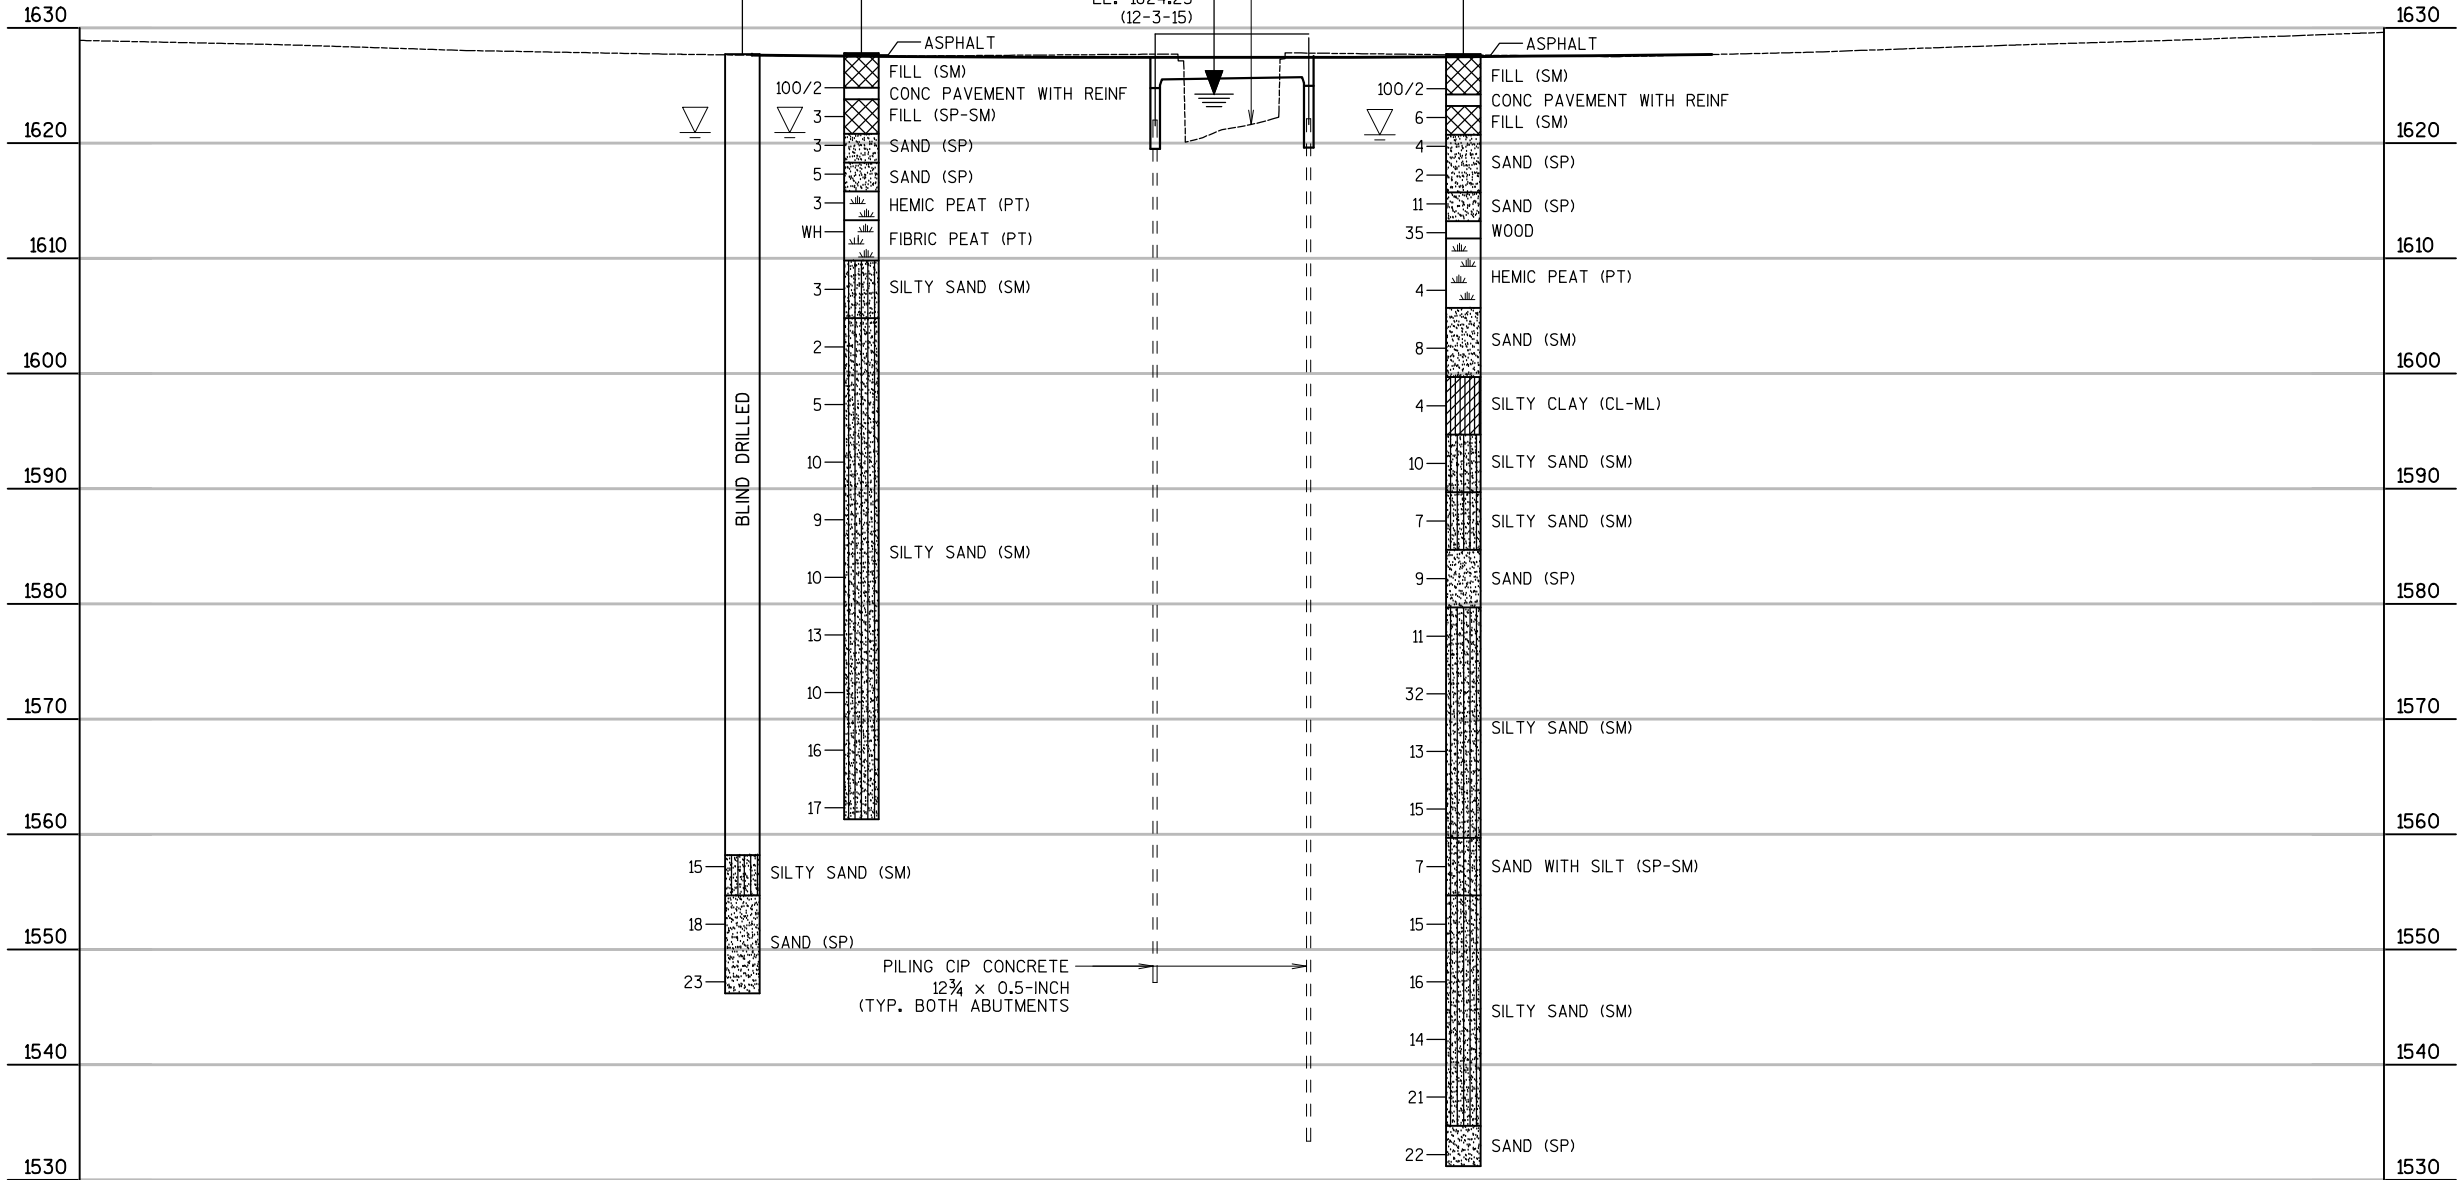 EL. 1624.25
(12-3-15)
1630
1620
1610
1600
1590
1580
1570
1560
1550
1540
1530
BLIND DRILLED
15
18
23
SILTY SAND (SM)
SAND (SP)
100/2
3
3
5
3
WH
3
2
5
10
9
10
13
10
16
17
ASPHALT
FILL (SM)
CONC PAVEMENT WITH REINF
FILL (SP-SM)
SAND (SP)
SAND (SP)
HEMIC PEAT (PT)
FIBRIC PEAT (PT)
SILTY SAND (SM)
SILTY SAND (SM)
PILING CIP CONCRETE
12¾ × 0.5-INCH
(TYP. BOTH ABUTMENTS
100/2
6
4
2
11
35
4
8
4
10
7
9
11
32
13
15
7
15
16
14
21
22
ASPHALT
FILL (SM)
CONC PAVEMENT WITH REINF
FILL (SM)
SAND (SP)
SAND (SP)
WOOD
HEMIC PEAT (PT)
SAND (SM)
SILTY CLAY (CL-ML)
SILTY SAND (SM)
SILTY SAND (SM)
SAND (SP)
SILTY SAND (SM)
SAND WITH SILT (SP-SM)
SILTY SAND (SM)
SAND (SP)
1630
1620
1610
1600
1590
1580
1570
1560
1550
1540
1530